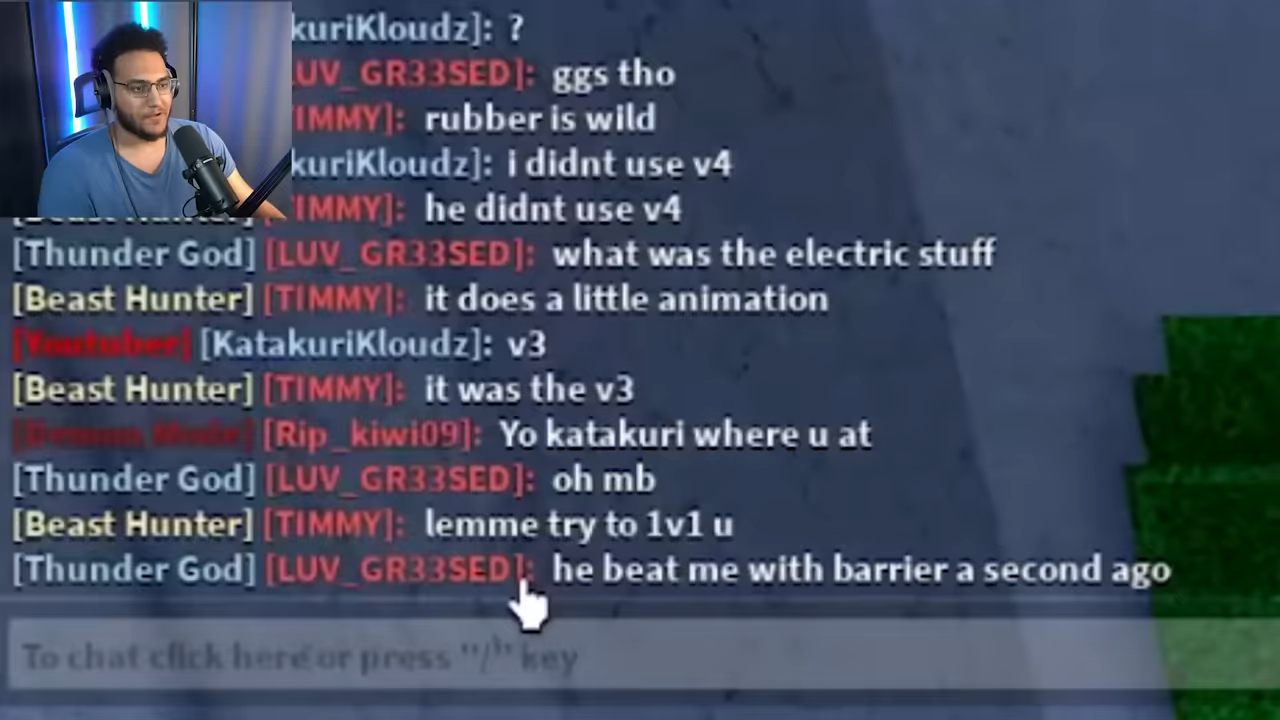 kuriKloudz]: ?
LUV_GR33SED]: ggs tho
TIMMY]: rubber is wild
kuriKloudz]: i didnt use v4
[Beast Hunter] [TIMMY]: he didnt use v4
[Thunder God] [LUV_GR33SED]: what was the electric stuff
[Beast Hunter] [TIMMY]: it does a little animation
[Youtuber] [KatakuriKloudz]: v3
[Beast Hunter] [TIMMY]: it was the v3
[Demon Mode] [Rip_kiwi09]: Yo katakuri where u at
[Thunder God] [LUV_GR33SED]: oh mb
[Beast Hunter] [TIMMY]: lemme try to 1v1 u
[Thunder God] [LUV_GR33SED]: he beat me with barrier a second ago
To chat click here or press "/" key